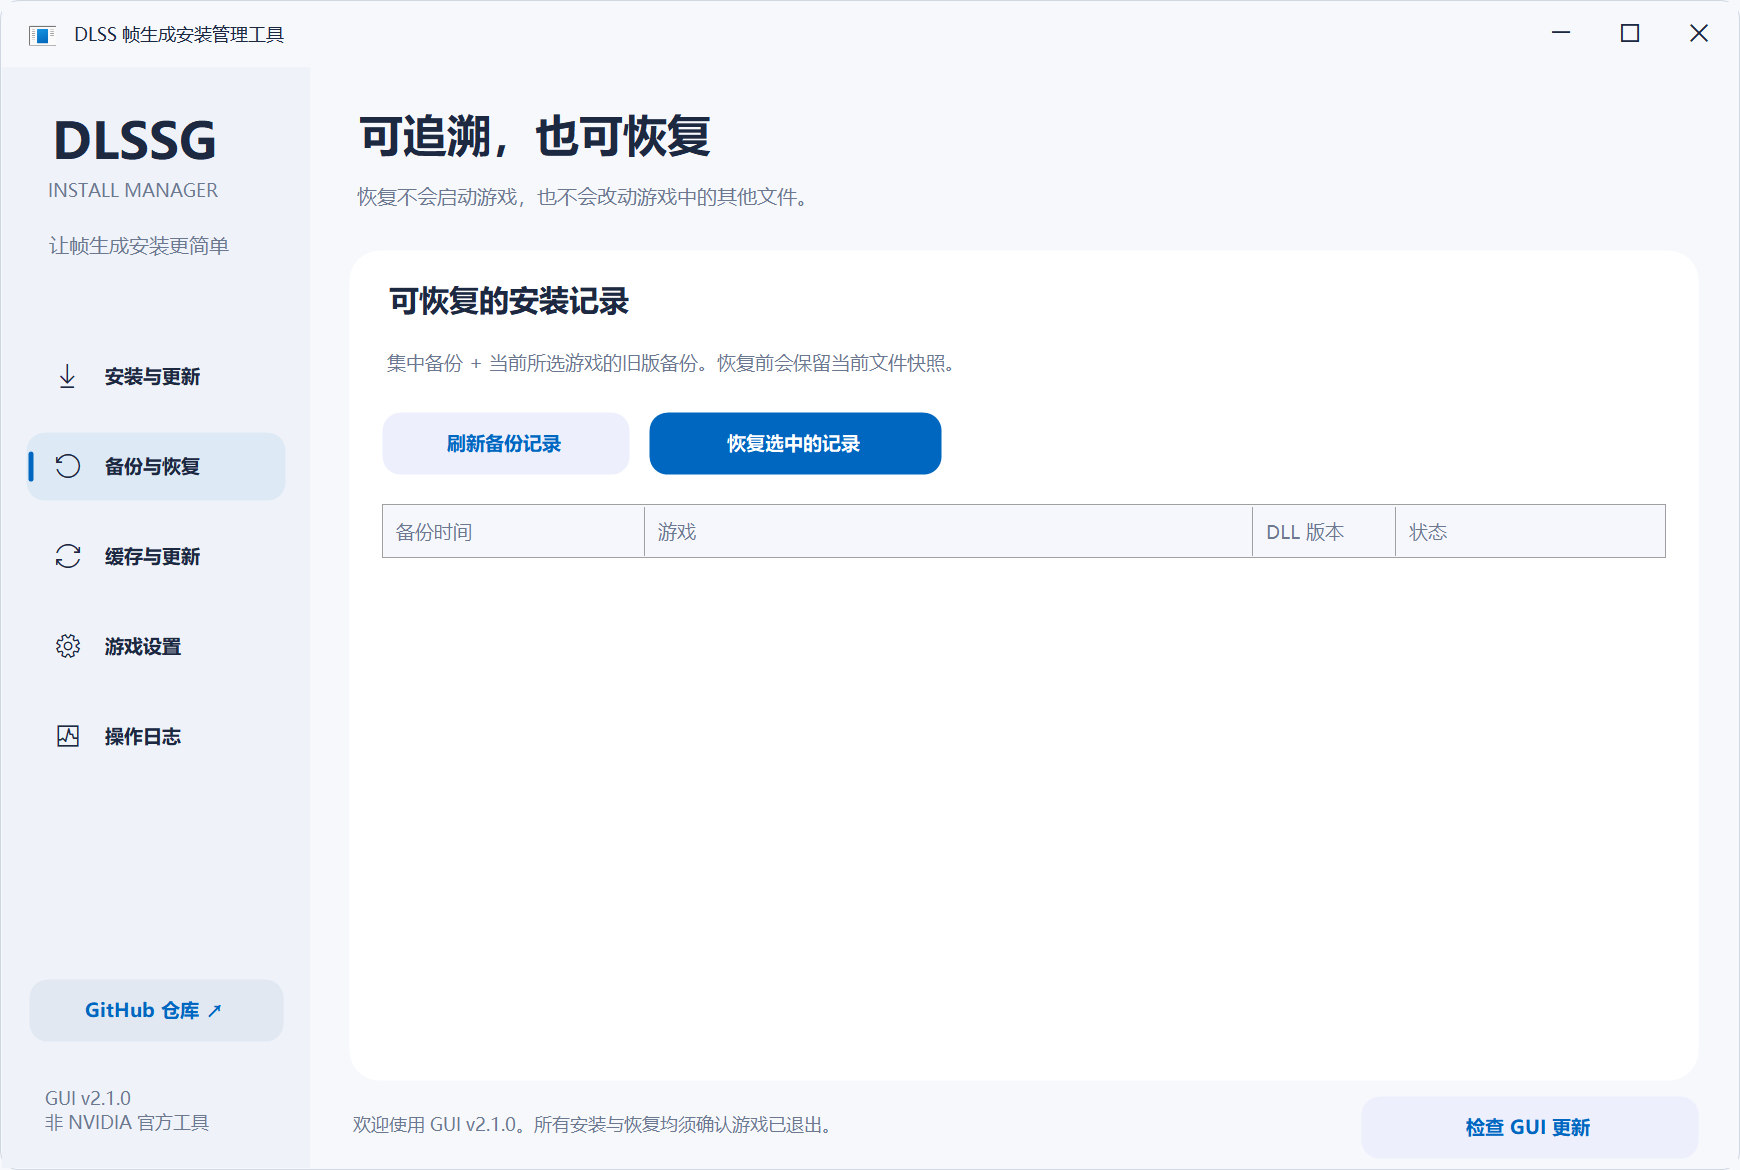 DLSS 帧生成安装管理工具
DLSSG
INSTALL MANAGER
让帧生成安装更简单
安装与更新
备份与恢复
缓存与更新
游戏设置
操作日志
GitHub 仓库 ↗
GUI v2.1.0
非 NVIDIA 官方工具
可追溯，也可恢复
恢复不会启动游戏，也不会改动游戏中的其他文件。
可恢复的安装记录
集中备份 + 当前所选游戏的旧版备份。恢复前会保留当前文件快照。
刷新备份记录
恢复选中的记录
备份时间 游戏 DLL 版本 状态
欢迎使用 GUI v2.1.0。所有安装与恢复均须确认游戏已退出。
检查 GUI 更新